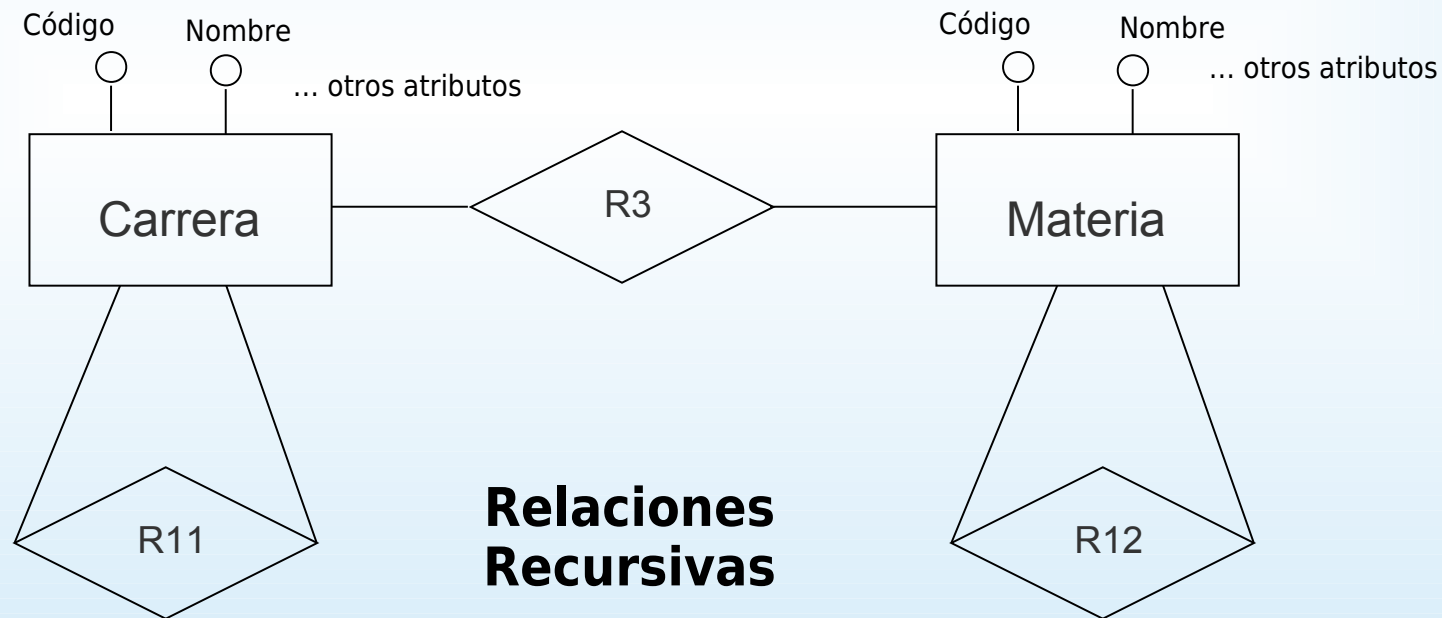 Código
Nombre
... otros atributos
Código
Nombre
... otros atributos
Carrera
R3
Materia
R11
Relaciones
Recursivas
R12